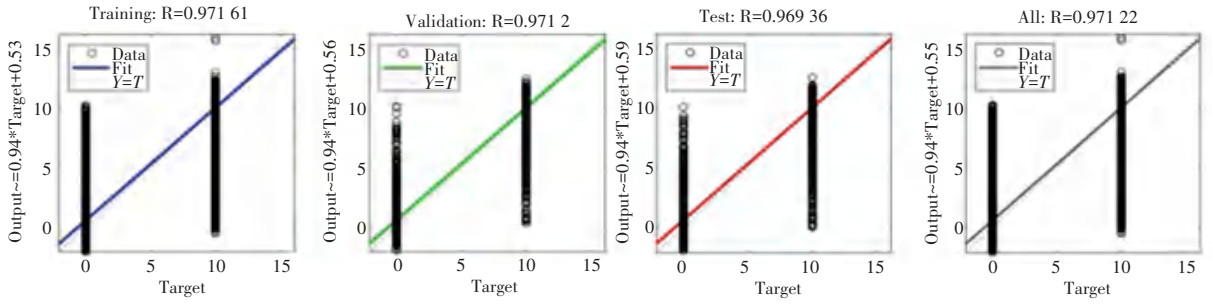 Training: R=0.971 61
Output~=0.94*Target+0.53
Data
Fit
Y=T
15
10
5
0
0
5
10
15
Target
Validation: R=0.971 2
Output~=0.94*Target+0.56
Data
Fit
Y=T
15
10
5
0
0
5
10
15
Target
Test: R=0.969 36
Output~=0.94*Target+0.59
Data
Fit
Y=T
15
10
5
0
0
5
10
15
Target
All: R=0.971 22
Output~=0.94*Target+0.55
Data
Fit
Y=T
15
10
5
0
0
5
10
15
Target